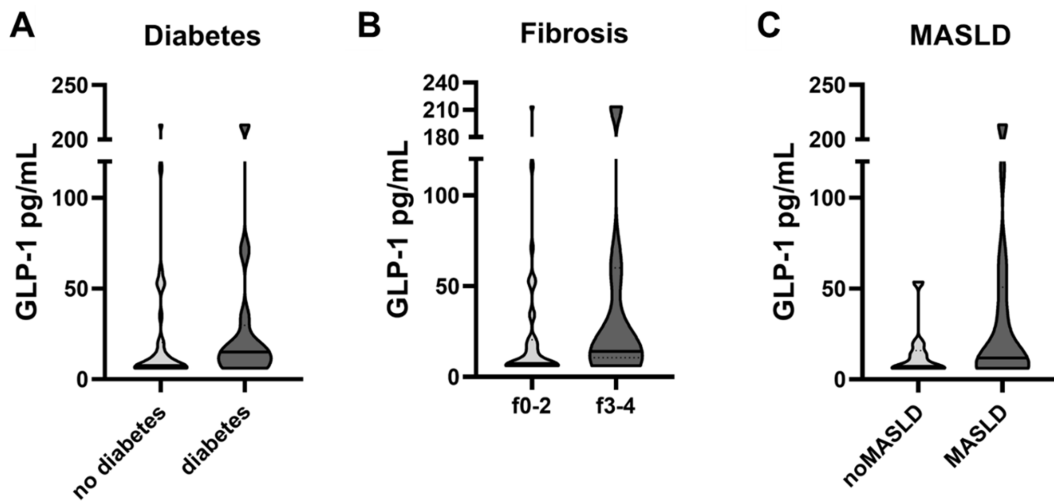 A
Diabetes
GLP-1 pg/mL
250
200
100
50
0
no diabetes
diabetes
B
Fibrosis
GLP-1 pg/mL
240
210
180
100
50
0
f0-2
f3-4
C
MASLD
GLP-1 pg/mL
250
200
100
50
0
noMASLD
MASLD